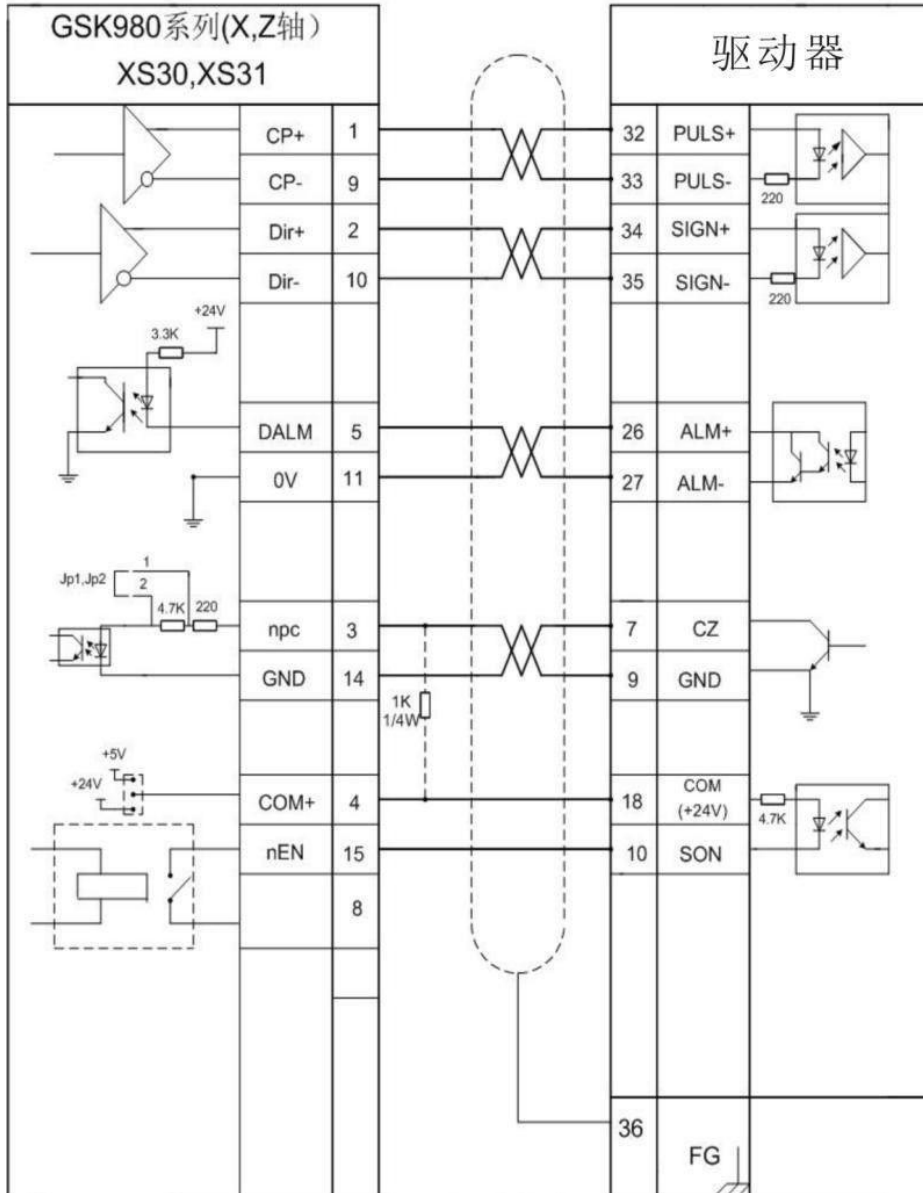 GSK980系列(X,Z轴）
XS30,XS31
驱动器
CP+ 1 32 PULS+
CP- 9 33 PULS-
220
Dir+ 2 34 SIGN+
Dir- 10 35 SIGN-
220
+24V
3.3K
DALM 5 26 ALM+
0V 11 27 ALM-
Jp1,Jp2
1
2
4.7K 220
npc 3 7 CZ
GND 14 9 GND
1K
1/4W
+5V
+24V
COM+ 4 18 COM
(+24V)
4.7K
nEN 15 10 SON
8
36
FG